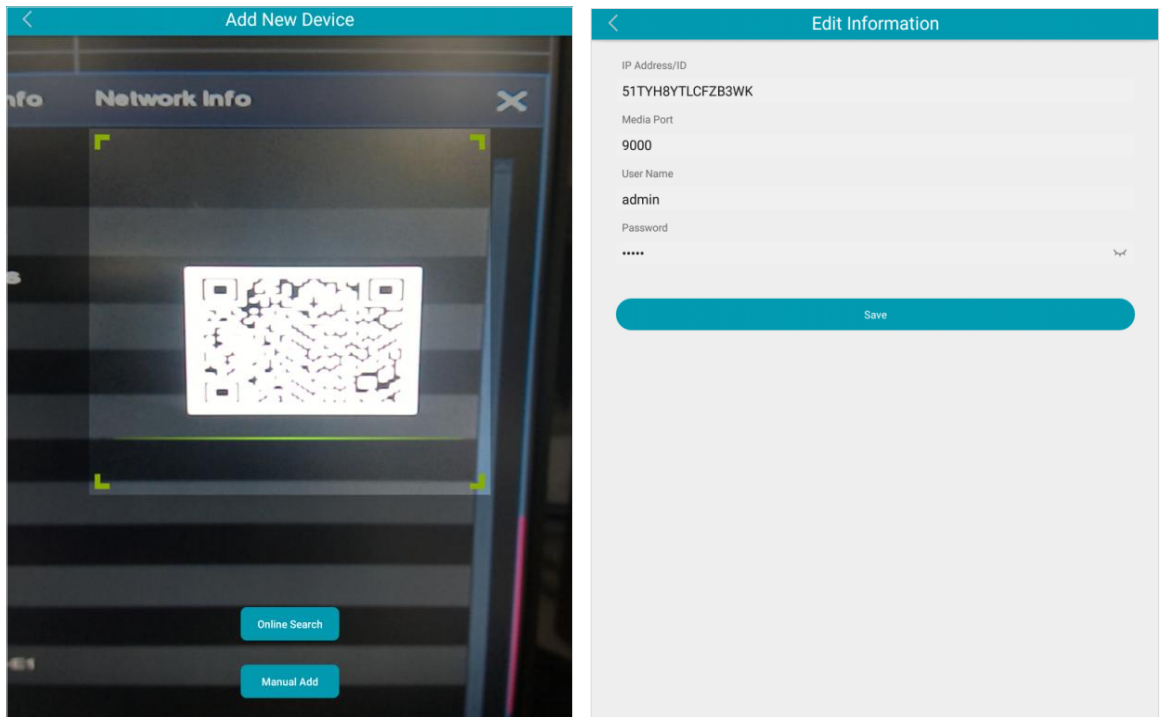 Add New Device
nfo
Network Info
s
Online Search
Manual Add
Edit Information
IP Address/ID
51TYH8YTLCFZB3WK
Media Port
9000
User Name
admin
Password
•••••
Save